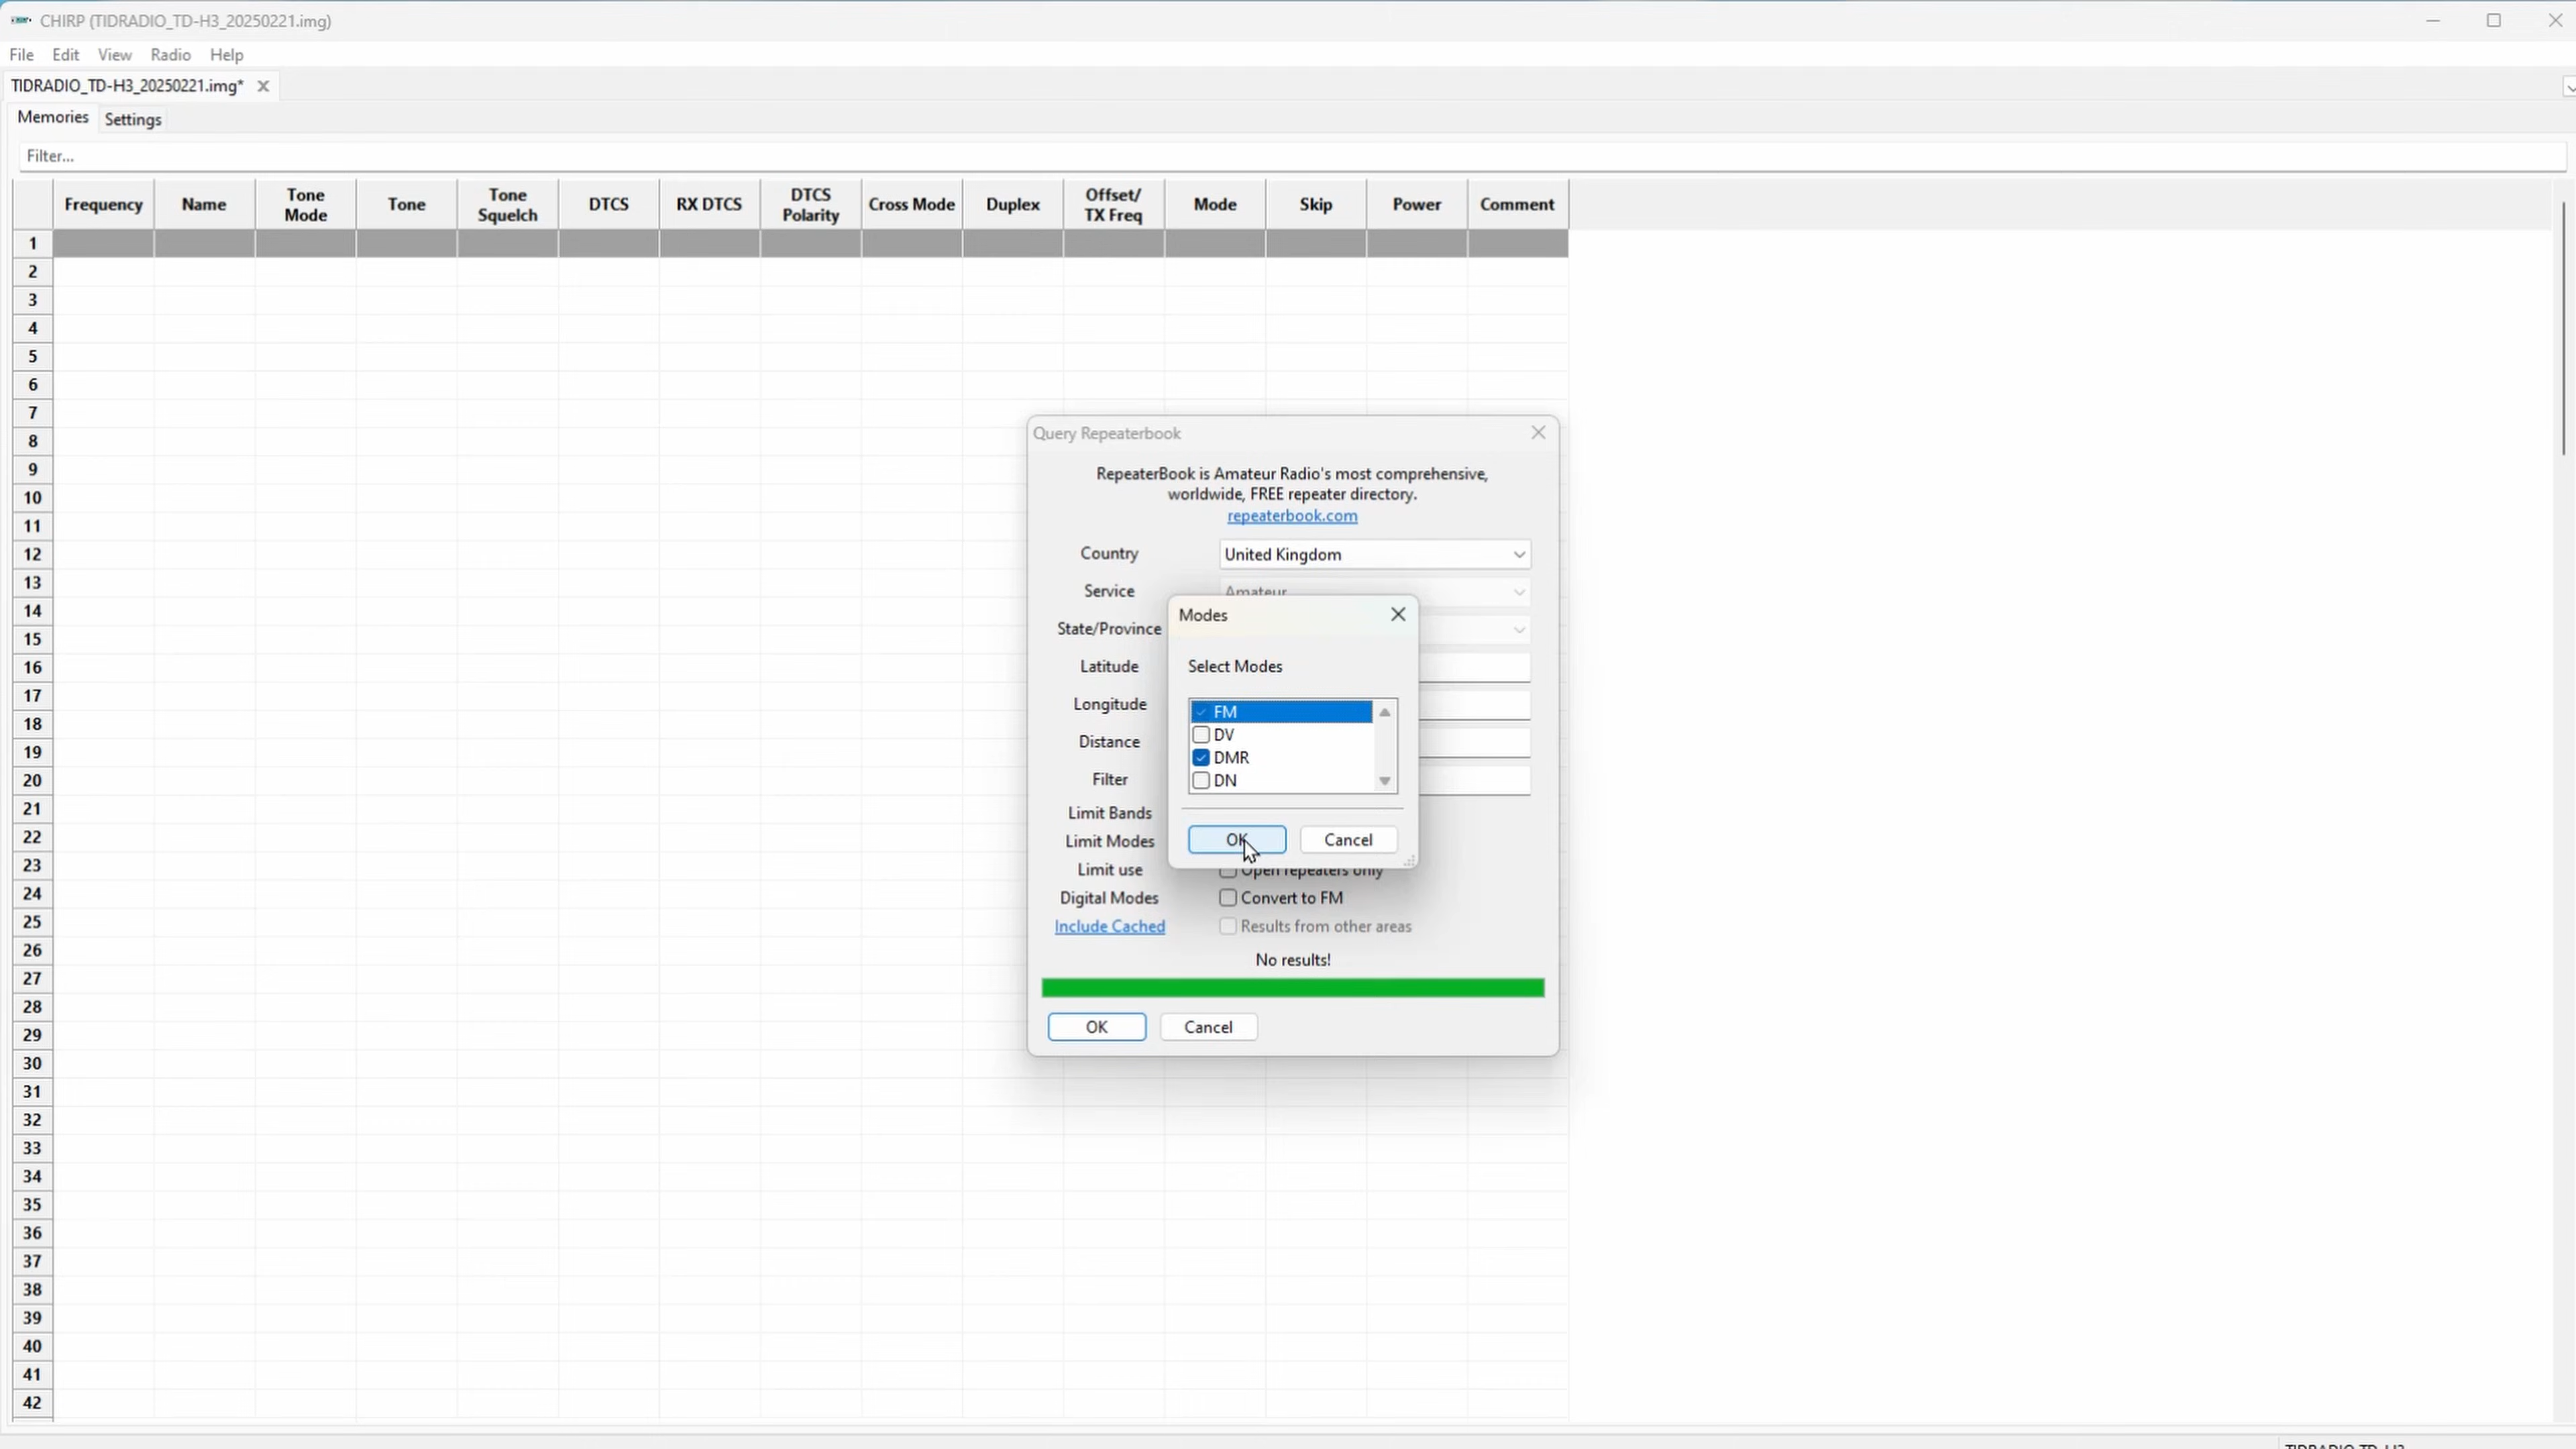 CHIRP (TIDRADIO_TD-H3_20250221.img)
File Edit View Radio Help
TIDRADIO_TD-H3_20250221.img*
Memories Settings
Filter...
Frequency Name Tone Mode Tone Tone Squelch DTCS RX DTCS DTCS Polarity Cross Mode Duplex Offset/ TX Freq Mode Skip Power Comment
1
2
3
4
5
6
7
8
9
10
11
12
13
14
15
16
17
18
19
20
21
22
23
24
25
26
27
28
29
30
31
32
33
34
35
36
37
38
39
40
41
42
Query Repeaterbook
RepeaterBook is Amateur Radio's most comprehensive,
worldwide, FREE repeater directory.
repeaterbook.com
Country United Kingdom
Service Amateur
State/Province
Latitude
Longitude
Distance
Filter
Limit Bands
Limit Modes
Limit use Open repeaters only
Digital Modes Convert to FM
Include Cached Results from other areas
No results!
OK Cancel
Modes
Select Modes
FM
DV
DMR
DN
OK Cancel
TIDRADIO TD-H3